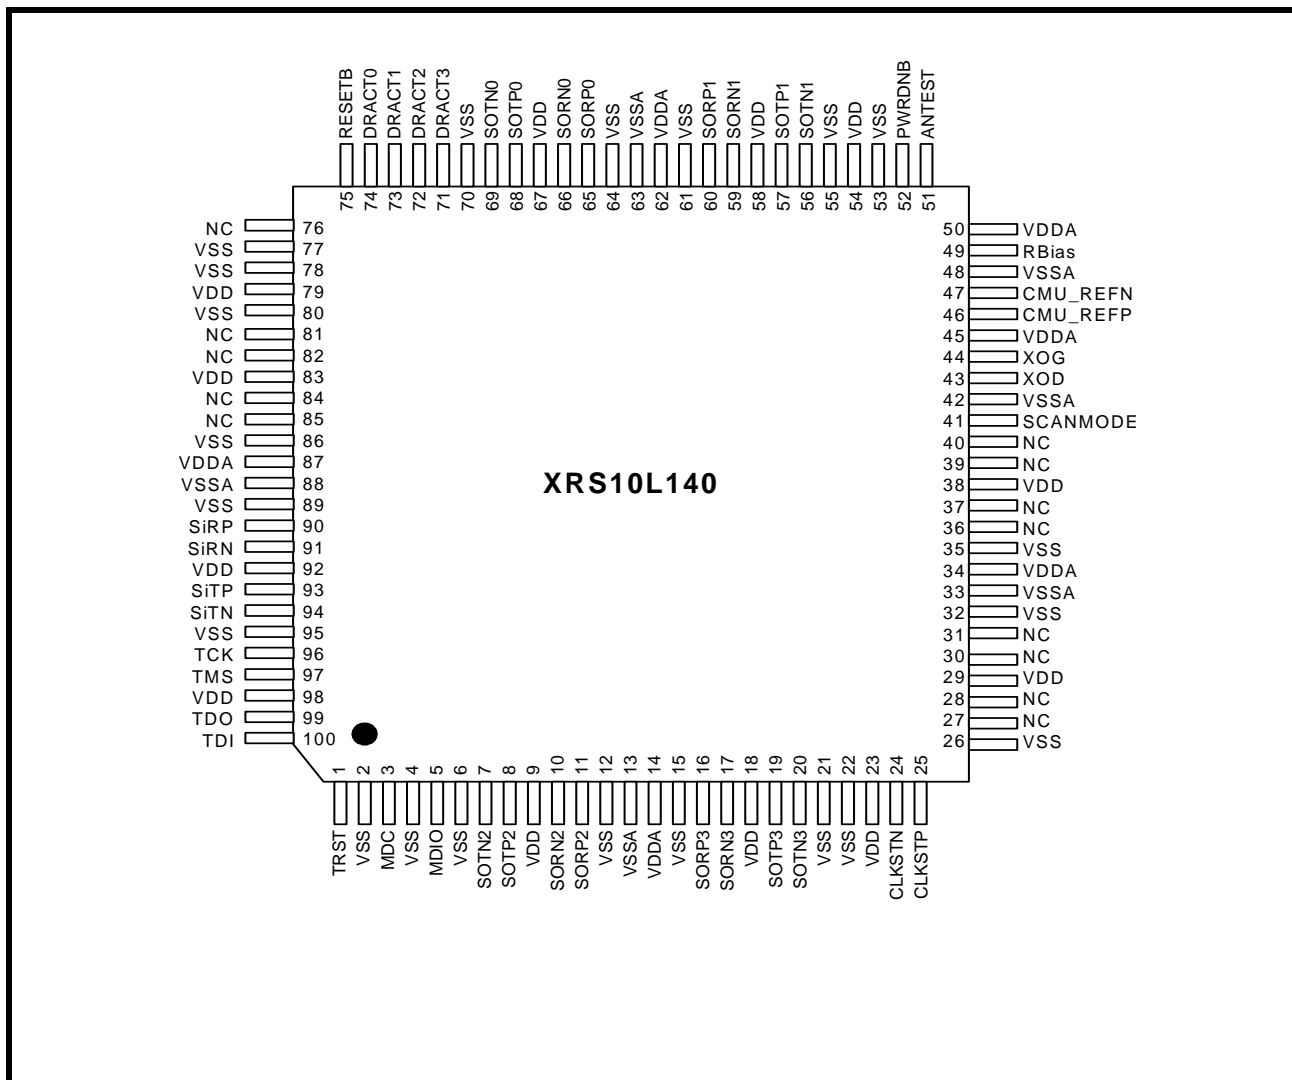 RESETB DRACT0 DRACT1 DRACT2 DRACT3 VSS SOTN0 SOTP0 VDD SORN0 SORP0 VSS VSSA VDDA VSS SORP1 SORN1 VDD SOTP1 SOTN1 VSS VDD VSS PWRDNB ANTEST
75 74 73 72 71 70 69 68 67 66 65 64 63 62 61 60 59 58 57 56 55 54 53 52 51
NC 76
VSS 77
VSS 78
VDD 79
VSS 80
NC 81
NC 82
VDD 83
NC 84
NC 85
VSS 86
VDDA 87
VSSA 88
VSS 89
SiRP 90
SiRN 91
VDD 92
SiTP 93
SiTN 94
VSS 95
TCK 96
TMS 97
VDD 98
TDO 99
TDI 100
XRS10L140
50 VDDA
49 RBias
48 VSSA
47 CMU_REFN
46 CMU_REFP
45 VDDA
44 XOG
43 XOD
42 VSSA
41 SCANMODE
40 NC
39 NC
38 VDD
37 NC
36 NC
35 VSS
34 VDDA
33 VSSA
32 VSS
31 NC
30 NC
29 VDD
28 NC
27 NC
26 VSS
1 2 3 4 5 6 7 8 9 10 11 12 13 14 15 16 17 18 19 20 21 22 23 24 25
TRST VSS MDC VSS MDIO VSS SOTN2 SOTP2 VDD SORN2 SORP2 VSS VSSA VDDA VSS SORP3 SORN3 VDD SOTP3 SOTN3 VSS VSS VDD CLKSTN CLKSTP